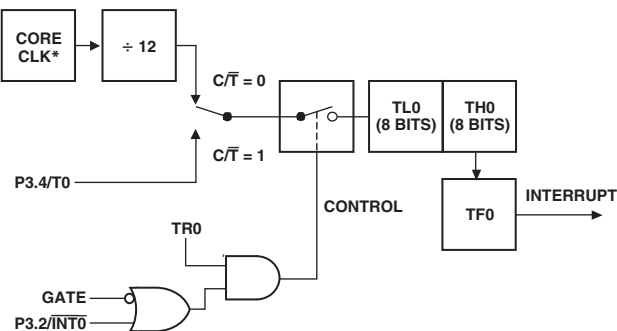 CORE
CLK*
÷ 12
C/T̅ = 0
C/T̅ = 1
P3.4/T0
TL0
(8 BITS)
TH0
(8 BITS)
TF0
INTERRUPT
CONTROL
TR0
GATE
P3.2/I̅N̅T̅0̅